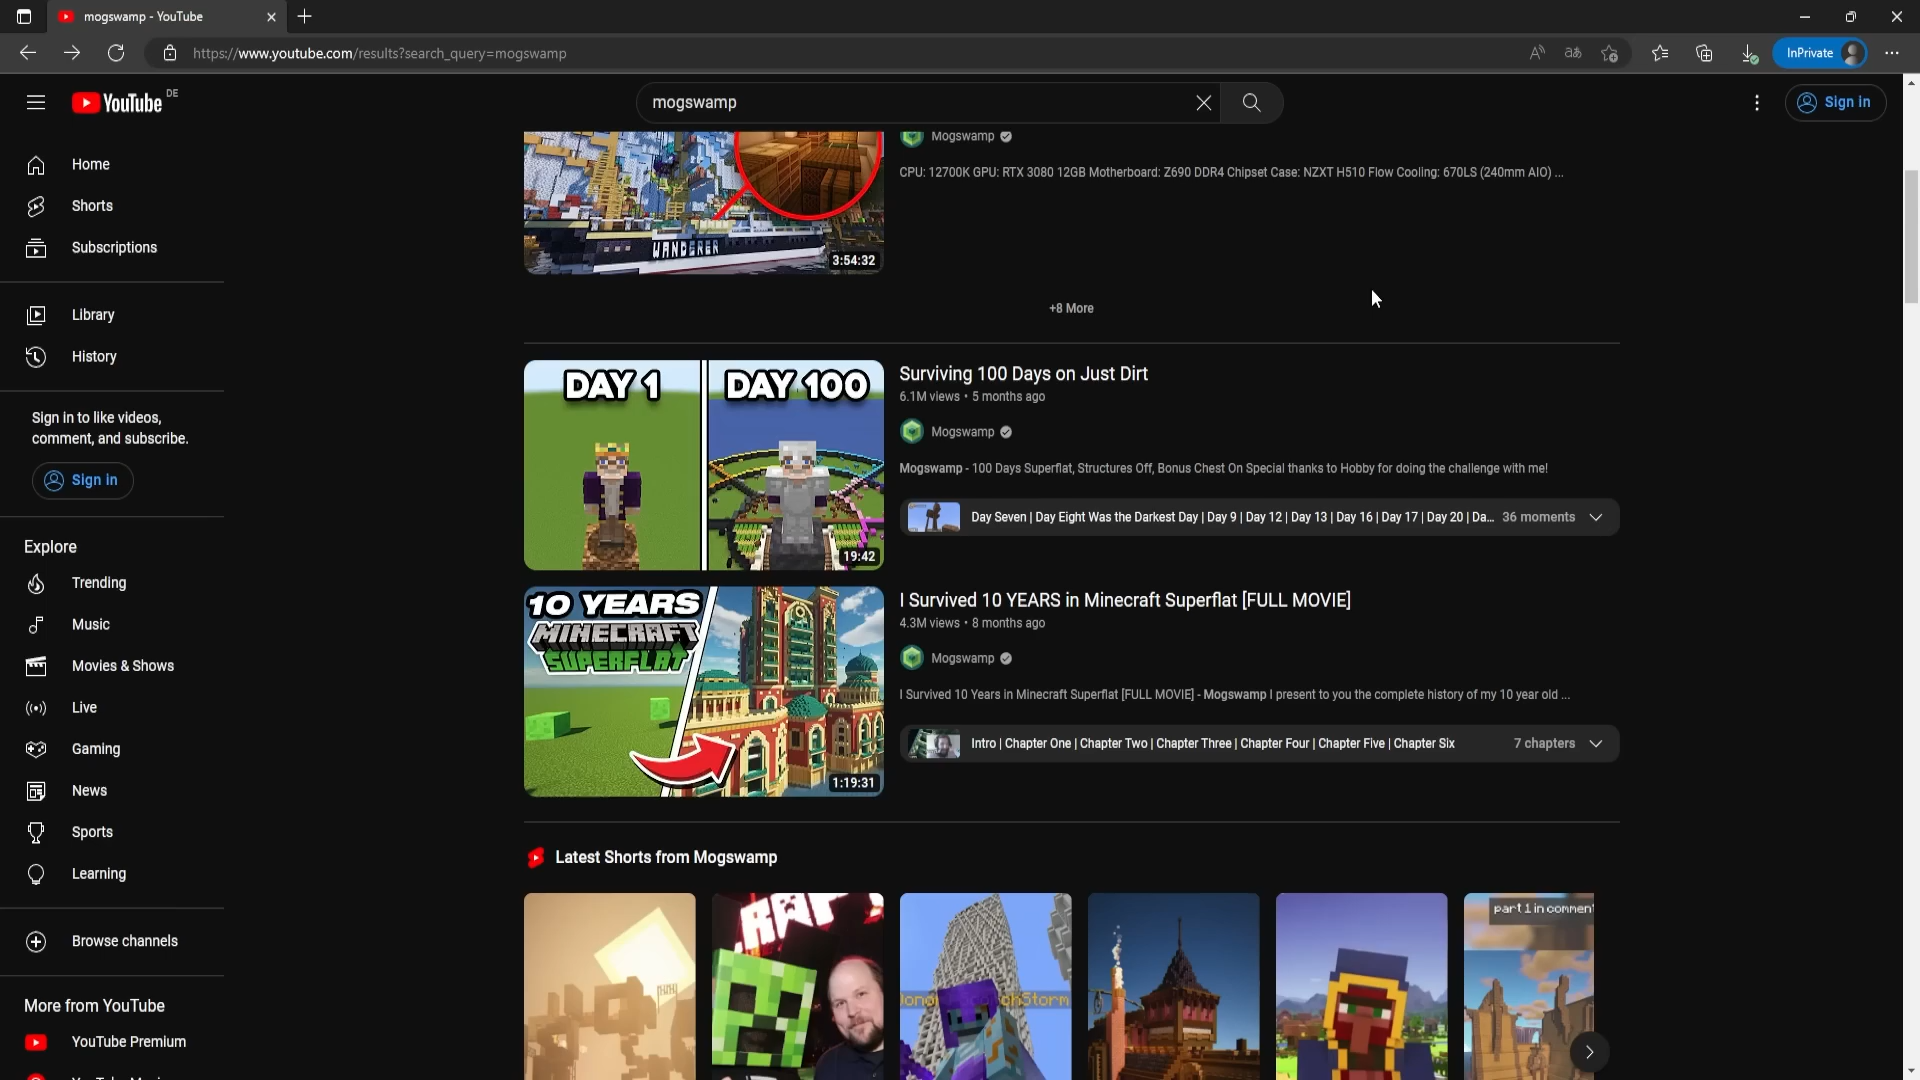 mogswamp - YouTube
https://www.youtube.com/results?search_query=mogswamp
InPrivate
YouTube DE
mogswamp
Sign in
Home
Shorts
Subscriptions
Library
History
Sign in to like videos,
comment, and subscribe.
Sign in
Explore
Trending
Music
Movies & Shows
Live
Gaming
News
Sports
Learning
Browse channels
More from YouTube
YouTube Premium
WANDERER
3:54:32
Mogswamp
CPU: 12700K GPU: RTX 3080 12GB Motherboard: Z690 DDR4 Chipset Case: NZXT H510 Flow Cooling: 670LS (240mm AIO) ...
+8 More
DAY 1
DAY 100
19:42
Surviving 100 Days on Just Dirt
6.1M views • 5 months ago
Mogswamp
Mogswamp - 100 Days Superflat, Structures Off, Bonus Chest On Special thanks to Hobby for doing the challenge with me!
Day Seven | Day Eight Was the Darkest Day | Day 9 | Day 12 | Day 13 | Day 16 | Day 17 | Day 20 | Da... 36 moments
10 YEARS
MINECRAFT
SUPERFLAT
1:19:31
I Survived 10 YEARS in Minecraft Superflat [FULL MOVIE]
4.3M views • 8 months ago
Mogswamp
I Survived 10 Years in Minecraft Superflat [FULL MOVIE] - Mogswamp I present to you the complete history of my 10 year old ...
Intro | Chapter One | Chapter Two | Chapter Three | Chapter Four | Chapter Five | Chapter Six 7 chapters
Latest Shorts from Mogswamp
part 1 in comment